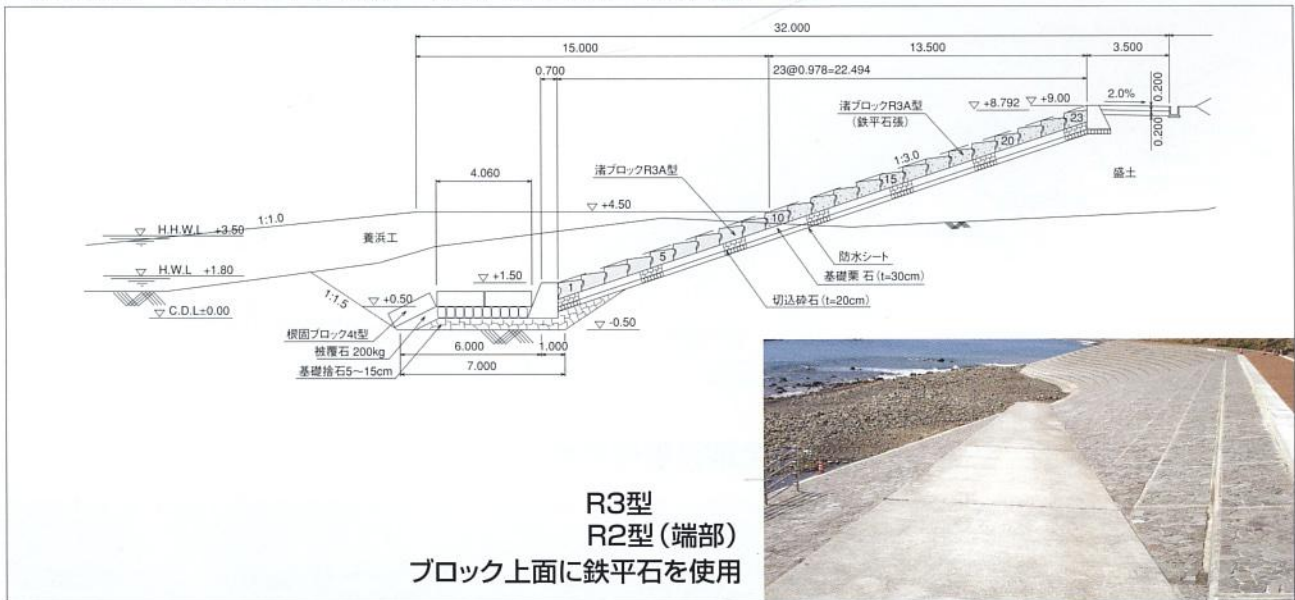 32.000
15.000
13.500
3.500
0.700
23@0.978=22.494
渚ブロックR3A型
(鉄平石張)
+8.792
+9.00
2.0%
0.200
0.200
23
20
1:3.0
15
盛土
4.060
渚ブロックR3A型
+4.50
10
1:1.0
H.H.W.L +3.50
養浜工
防水シート
基礎栗石(t=30cm)
5
H.W.L +1.80
+1.50
1
切込砕石(t=20cm)
1:1.5
C.D.L±0.00
+0.50
-0.50
根固ブロック4t型
被覆石 200kg
基礎捨石5〜15cm
6.000
1.000
7.000
R3型
R2型(端部)
ブロック上面に鉄平石を使用